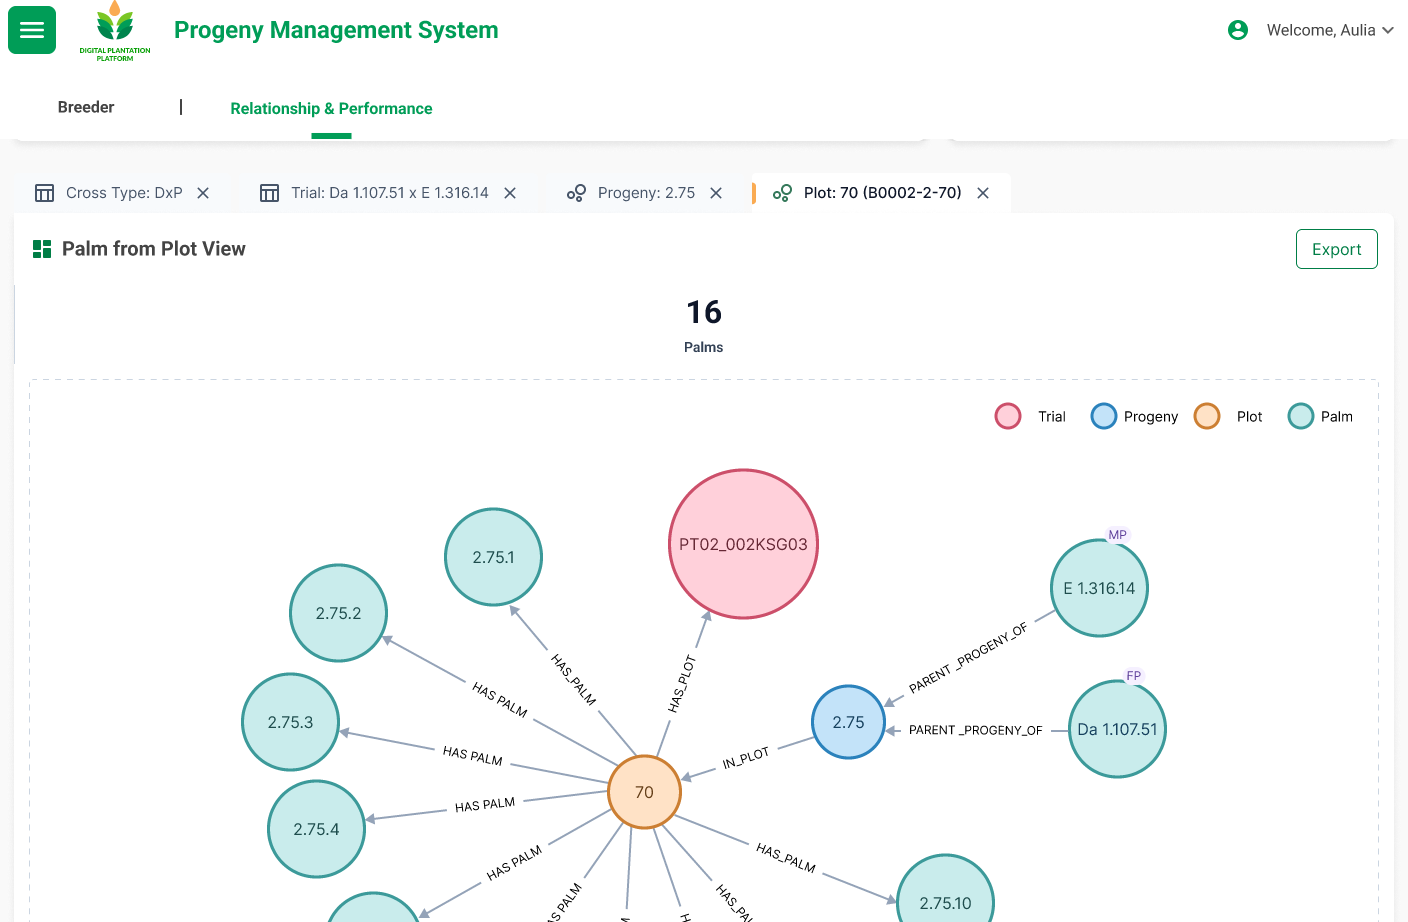 DIGITAL PLANTATION
PLATFORM
Progeny Management System
Welcome, Aulia
Breeder
|
Relationship & Performance
Cross Type: DxP
Trial: Da 1.107.51 x E 1.316.14
Progeny: 2.75
Plot: 70 (B0002-2-70)
Palm from Plot View
Export
16
Palms
Trial
Progeny
Plot
Palm
PT02_002KSG03
MP
E 1.316.14
2.75.1
2.75.2
PARENT _PROGENY_OF
HAS_PALM
HAS_PLOT
FP
Da 1.107.51
HAS PALM
2.75.3
2.75
PARENT _PROGENY_OF
HAS PALM
IN_PLOT
70
HAS PALM
2.75.4
HAS PALM
HAS_PALM
2.75.10